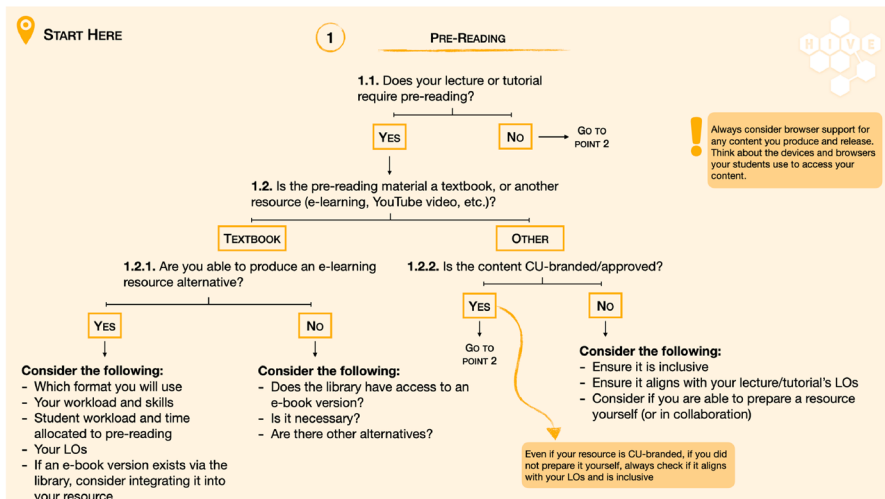 START HERE
1
PRE-READING
HIVE
1.1. Does your lecture or tutorial
require pre-reading?
YES
NO
GO TO
POINT 2
Always consider browser support for
any content you produce and release.
Think about the devices and browsers
your students use to access your
content.
1.2. Is the pre-reading material a textbook, or another
resource (e-learning, YouTube video, etc.)?
TEXTBOOK
OTHER
1.2.1. Are you able to produce an e-learning
resource alternative?
1.2.2. Is the content CU-branded/approved?
YES
NO
YES
NO
GO TO
POINT 2
Consider the following:
- Which format you will use
- Your workload and skills
- Student workload and time
allocated to pre-reading
- Your LOs
- If an e-book version exists via the
library, consider integrating it into
your resource
Consider the following:
- Does the library have access to an
e-book version?
- Is it necessary?
- Are there other alternatives?
Consider the following:
- Ensure it is inclusive
- Ensure it aligns with your lecture/tutorial's LOs
- Consider if you are able to prepare a resource
yourself (or in collaboration)
Even if your resource is CU-branded, if you did
not prepare it yourself, always check if it aligns
with your LOs and is inclusive